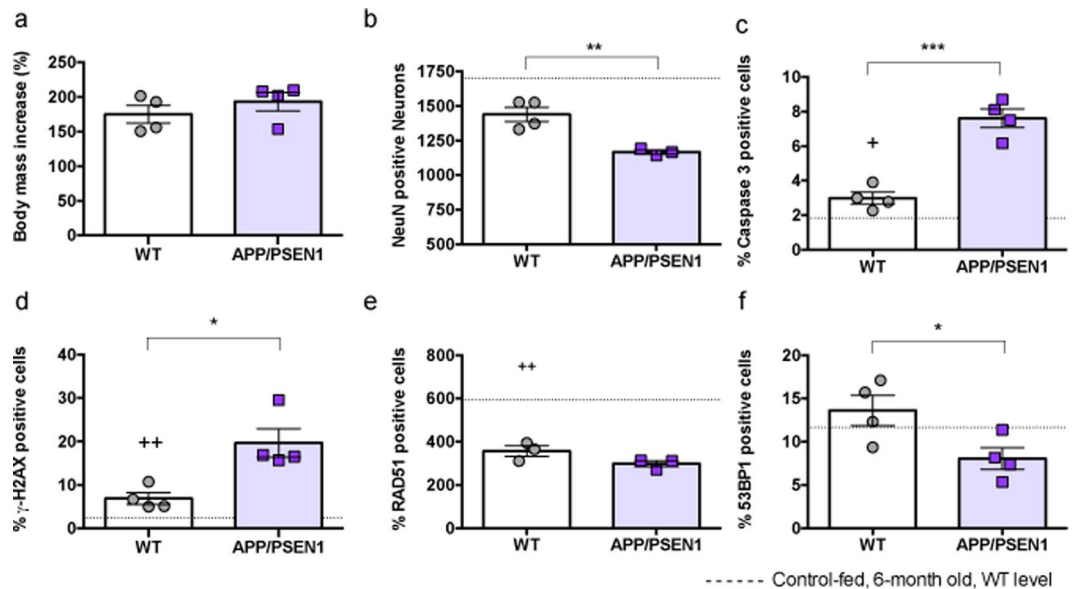 a
Body mass increase (%)
250
200
150
100
50
0
WT
APP/PSEN1
b
**
NeuN positive Neurons
1750
1500
1250
1000
750
500
WT
APP/PSEN1
c
***
% Caspase 3 positive cells
10
8
6
4
2
0
+
WT
APP/PSEN1
d
*
% γ-H2AX positive cells
40
30
20
10
0
++
WT
APP/PSEN1
e
% RAD51 positive cells
800
600
400
200
0
++
WT
APP/PSEN1
f
*
% 53BP1 positive cells
20
15
10
5
0
WT
APP/PSEN1
Control-fed, 6-month old, WT level